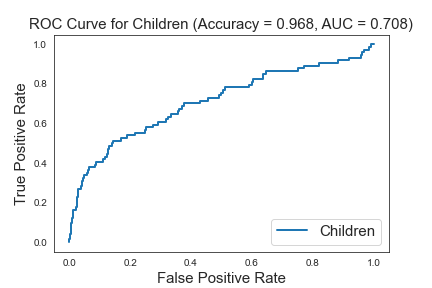 ROC Curve for Children (Accuracy = 0.968, AUC = 0.708)
True Positive Rate
1.0
0.8
0.6
0.4
0.2
0.0
Children
0.0 0.2 0.4 0.6 0.8 1.0
False Positive Rate